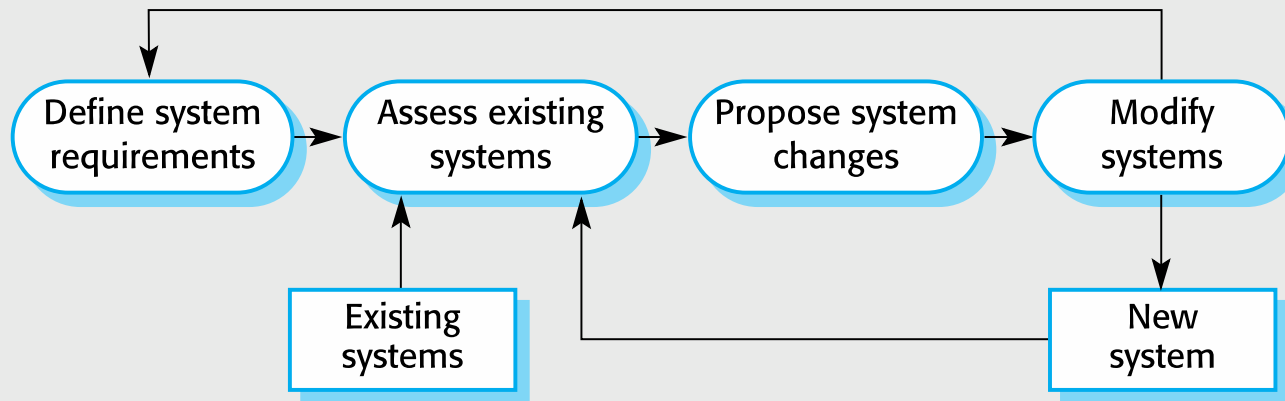 Define system
requirements
Assess existing
systems
Propose system
changes
Modify
systems
Existing
systems
New
system